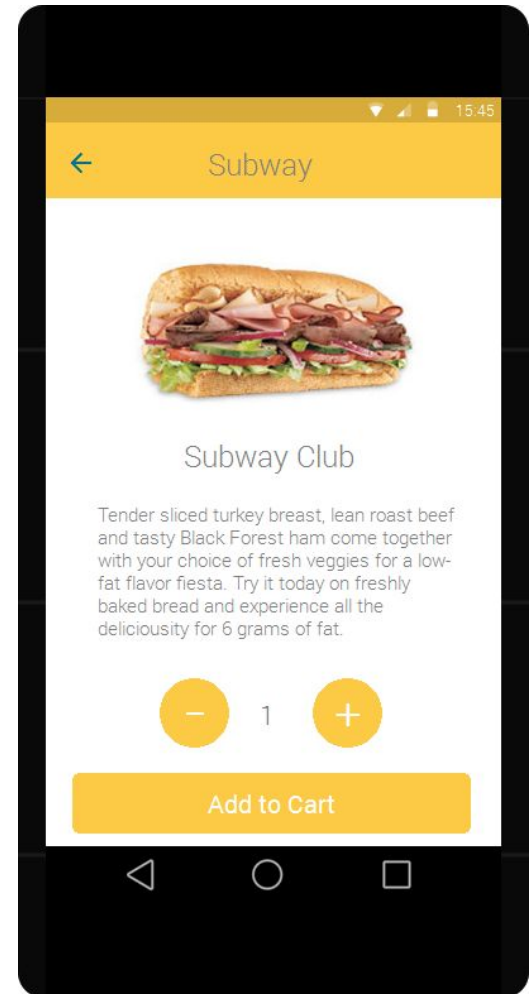 15:45
Subway
Subway Club
Tender sliced turkey breast, lean roast beef
and tasty Black Forest ham come together
with your choice of fresh veggies for a low-
fat flavor fiesta. Try it today on freshly
baked bread and experience all the
deliciousity for 6 grams of fat.
- 1 +
Add to Cart